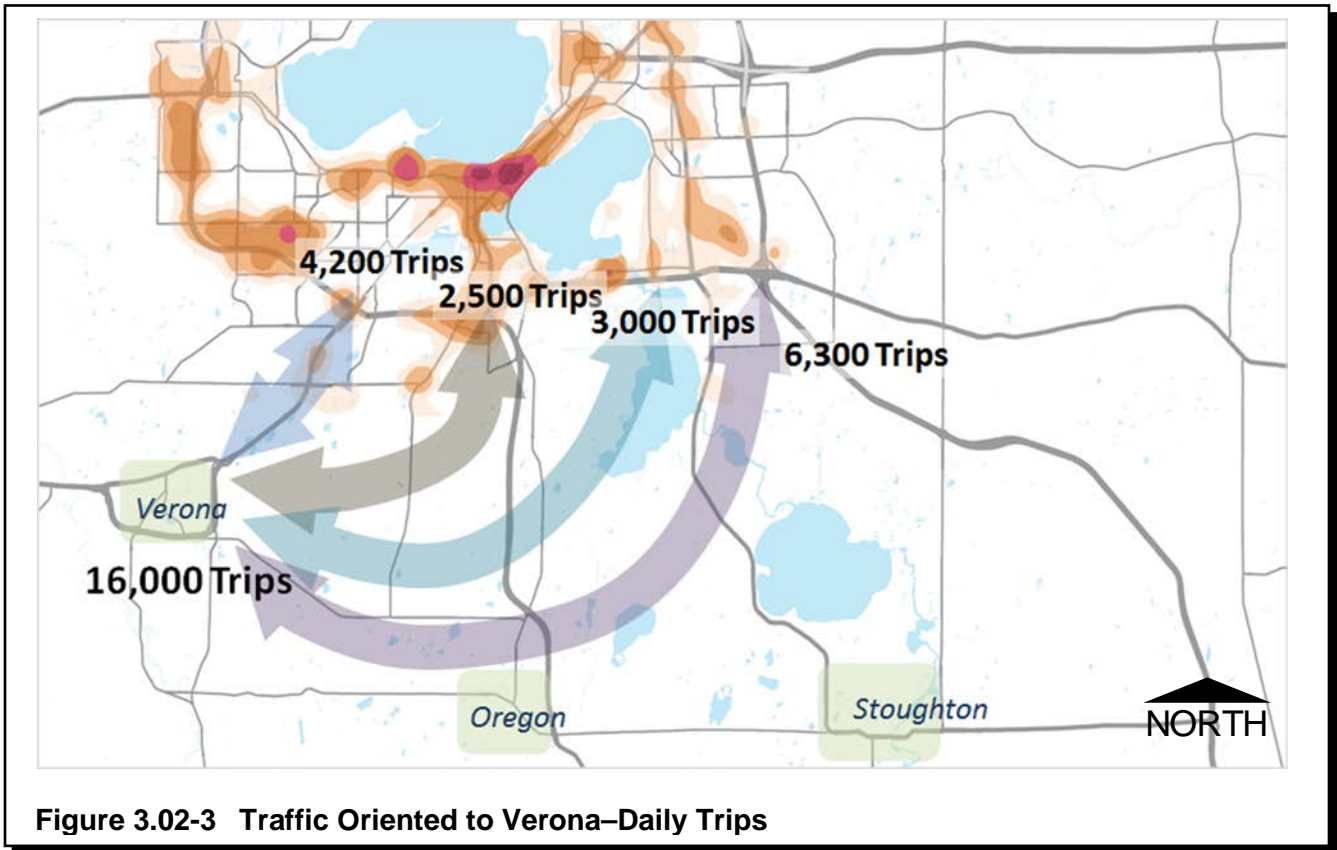 4,200 Trips
2,500 Trips
3,000 Trips
6,300 Trips
Verona
16,000 Trips
Oregon
Stoughton
NORTH
Figure 3.02-3 Traffic Oriented to Verona–Daily Trips